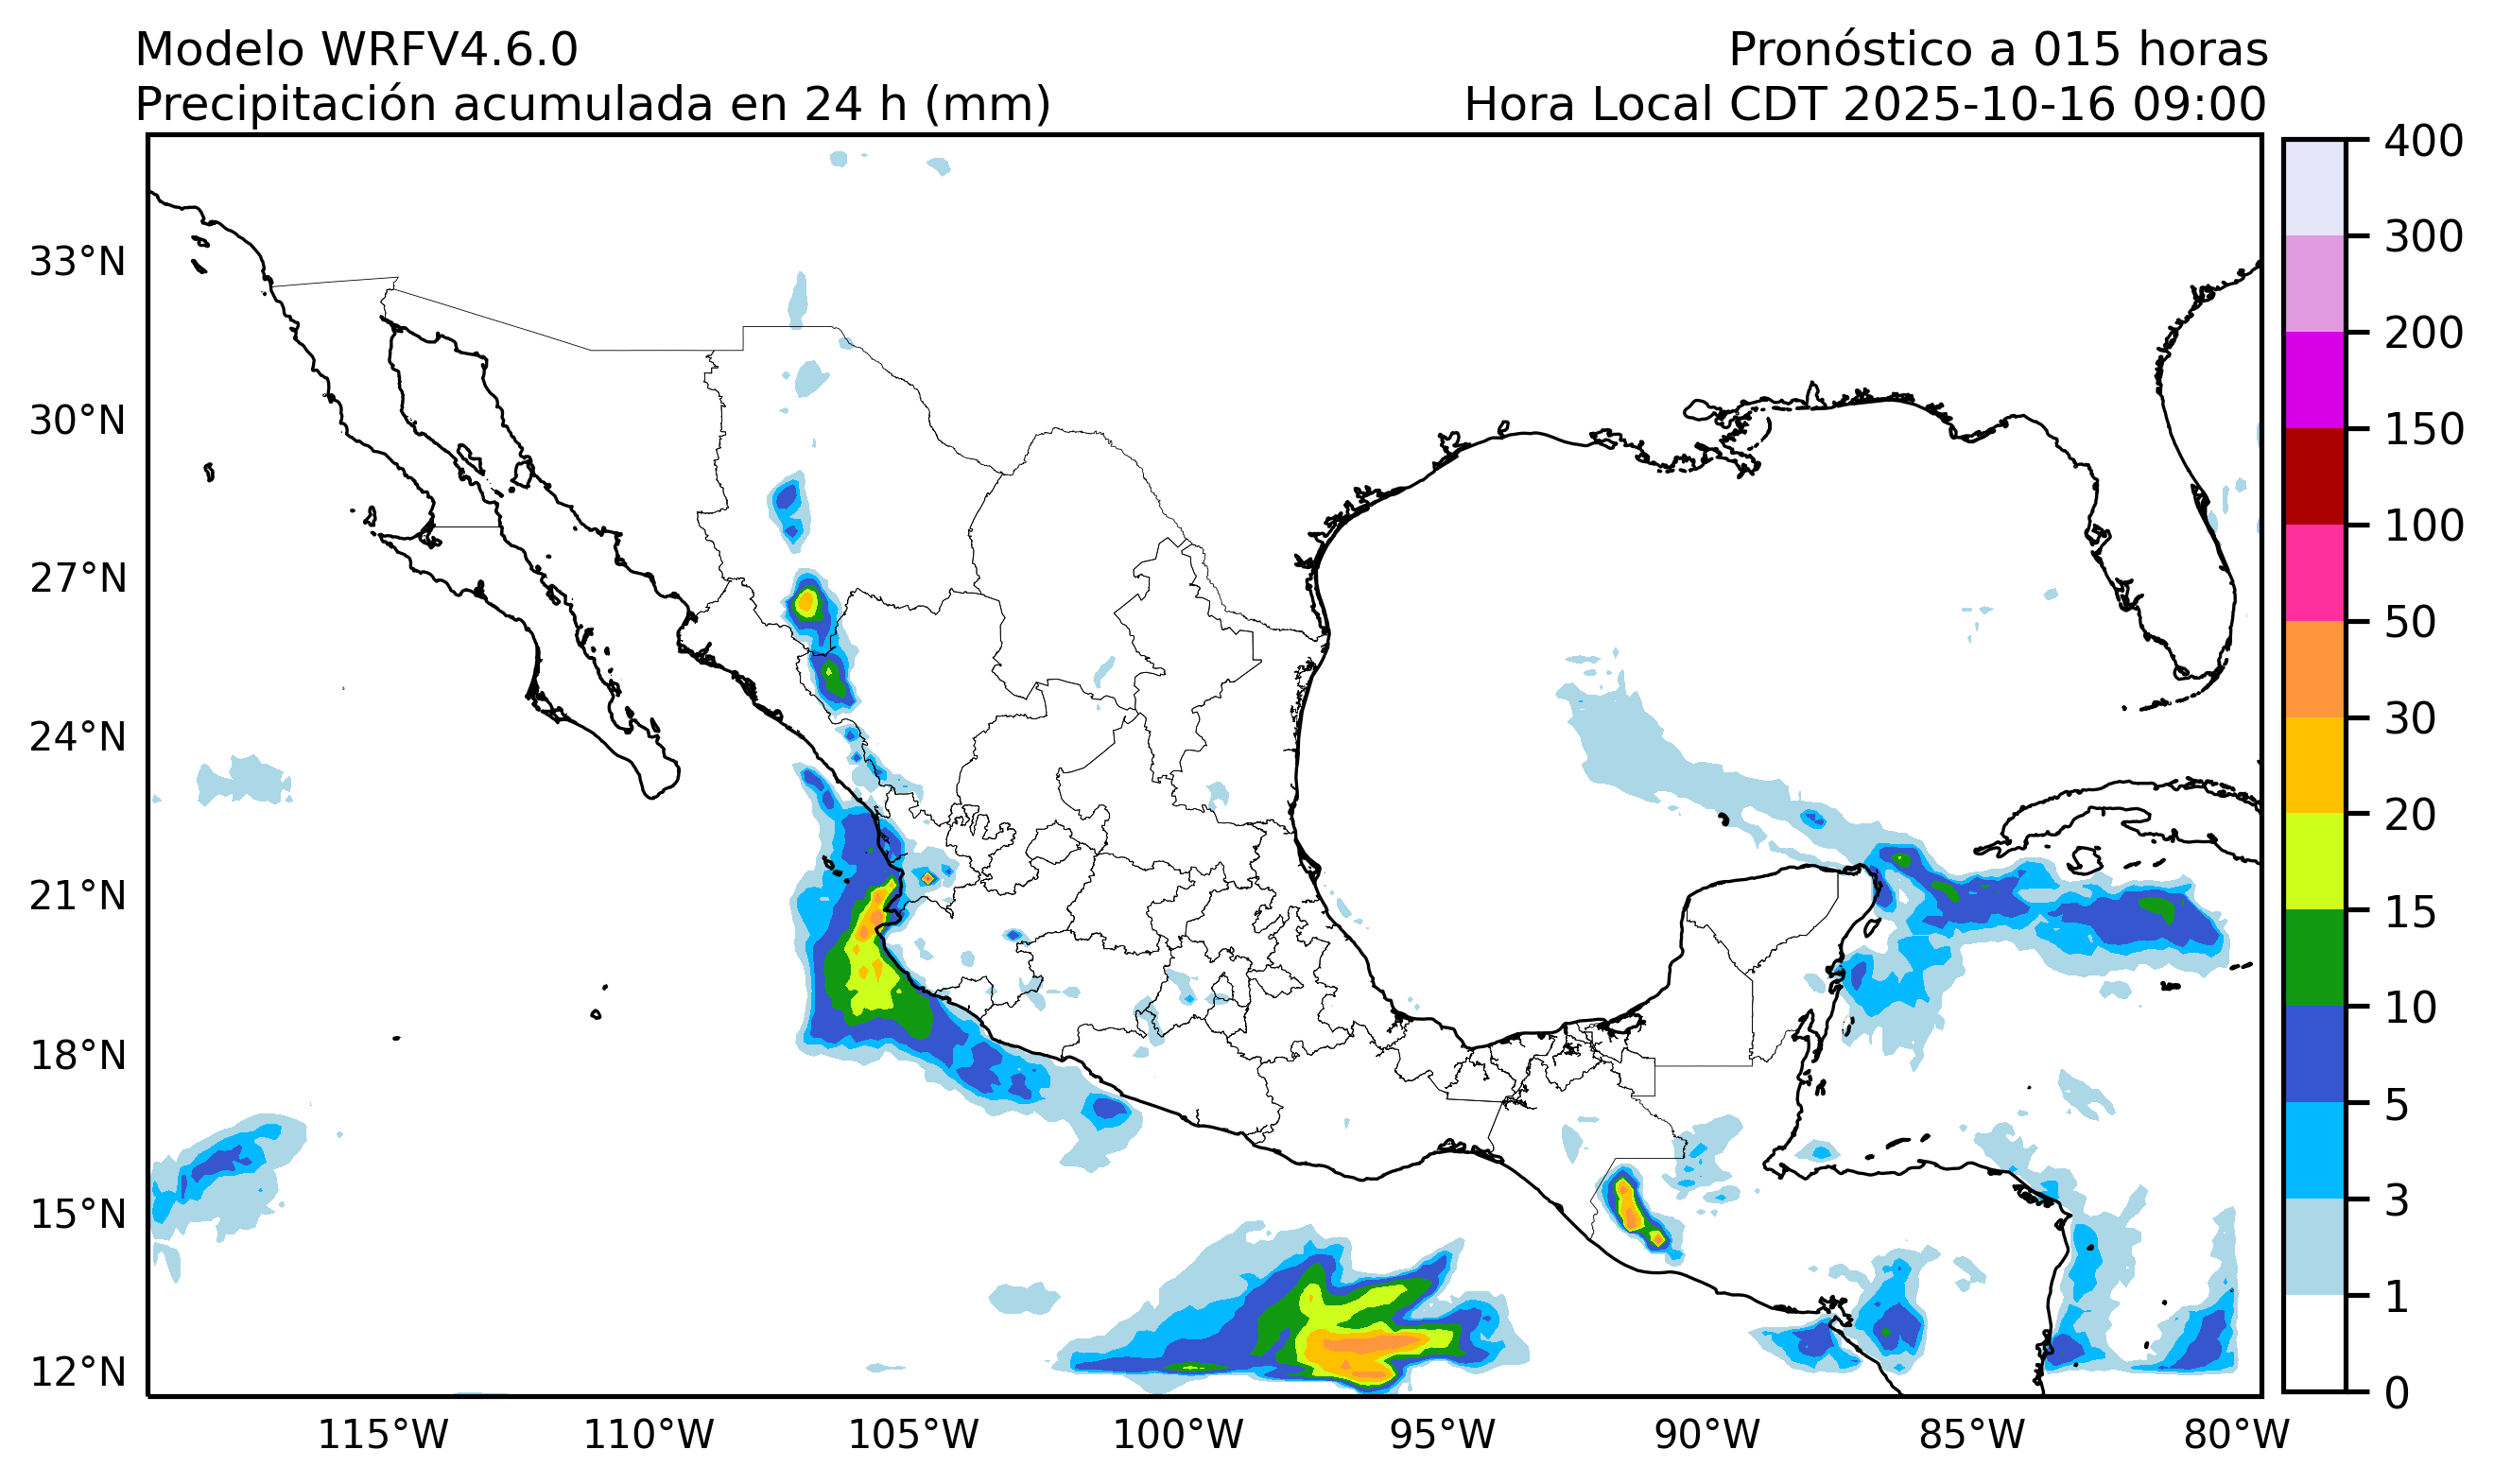 Modelo WRFV4.6.0
Precipitación acumulada en 24 h (mm)
Pronóstico a 015 horas
Hora Local CDT 2025-10-16 09:00
33°N
30°N
27°N
24°N
21°N
18°N
15°N
12°N
115°W
110°W
105°W
100°W
95°W
90°W
85°W
80°W
400
300
200
150
100
50
30
20
15
10
5
3
1
0